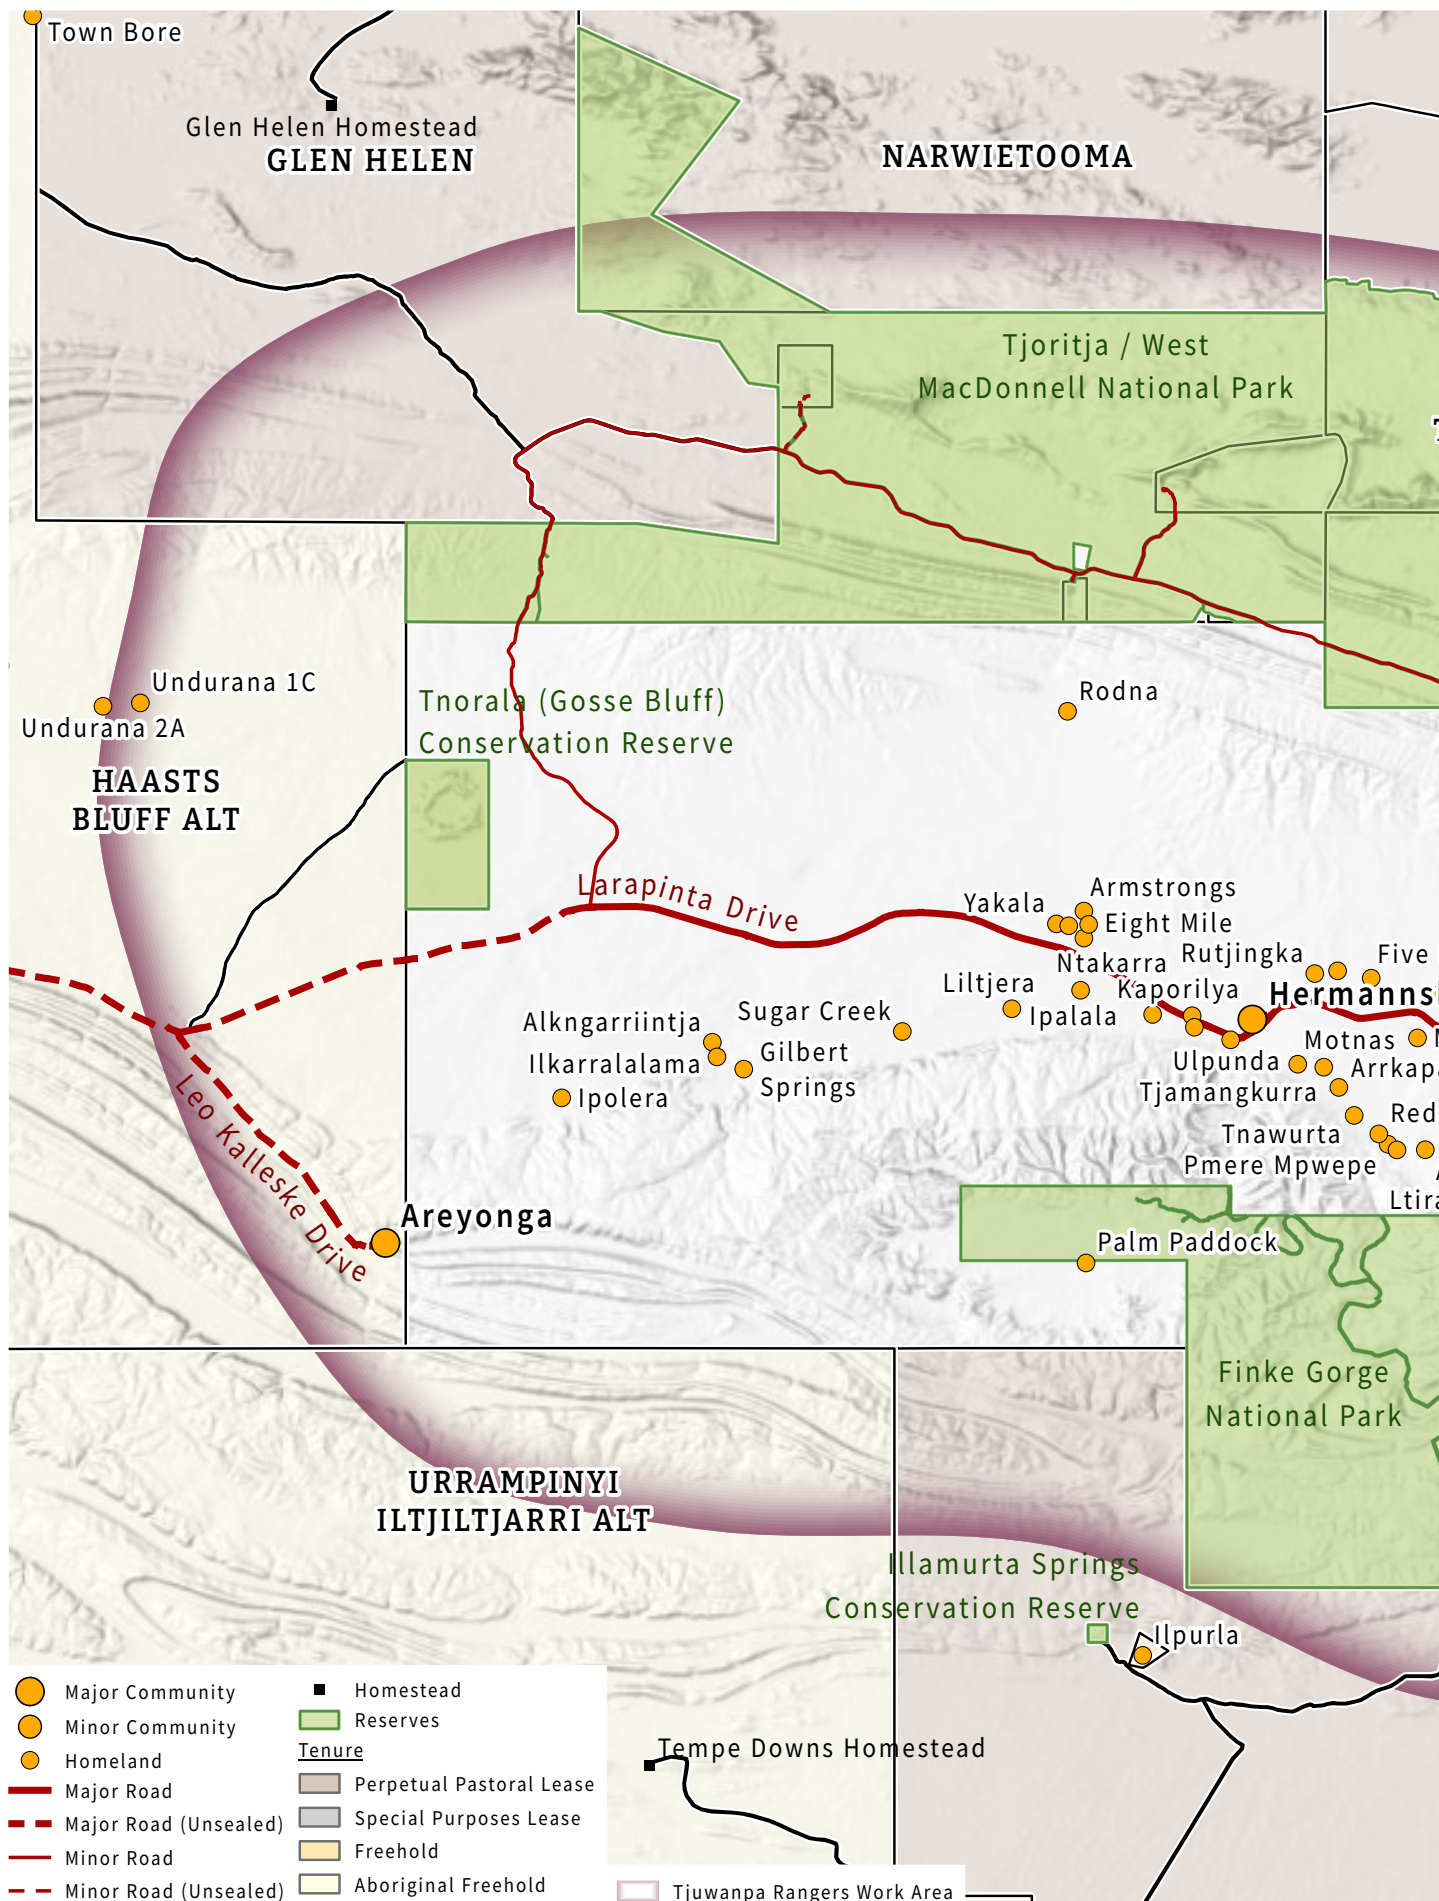 Town Bore
Glen Helen Homestead
GLEN HELEN
NARWIETOOMA
Tjoritja / West
MacDonnell National Park
Undurana 1C
Undurana 2A
HAASTS
BLUFF ALT
Tnorala (Gosse Bluff)
Conservation Reserve
Rodna
Larapinta Drive
Yakala
Armstrongs
Eight Mile
Ntakarra
Rutjingka
Five
Liltjera
Kaporilya
Hermanns
Ipalala
Sugar Creek
Alkngarriintja
Ilkarralalama
Gilbert
Springs
Ipolera
Motnas
Ulpunda
Arrkapa
Tjamangkurra
Red
Tnawurta
Pmere Mpwepe
Ltira
Leo Kalleske Drive
Areyonga
Palm Paddock
Finke Gorge
National Park
URRAMPINYI
ILTJILTJARRI ALT
Illamurta Springs
Conservation Reserve
Ilpurla
Tempe Downs Homestead
Major Community
Minor Community
Homeland
Major Road
Major Road (Unsealed)
Minor Road
Minor Road (Unsealed)
Homestead
Reserves
Tenure
Perpetual Pastoral Lease
Special Purposes Lease
Freehold
Aboriginal Freehold
Tjuwanpa Rangers Work Area